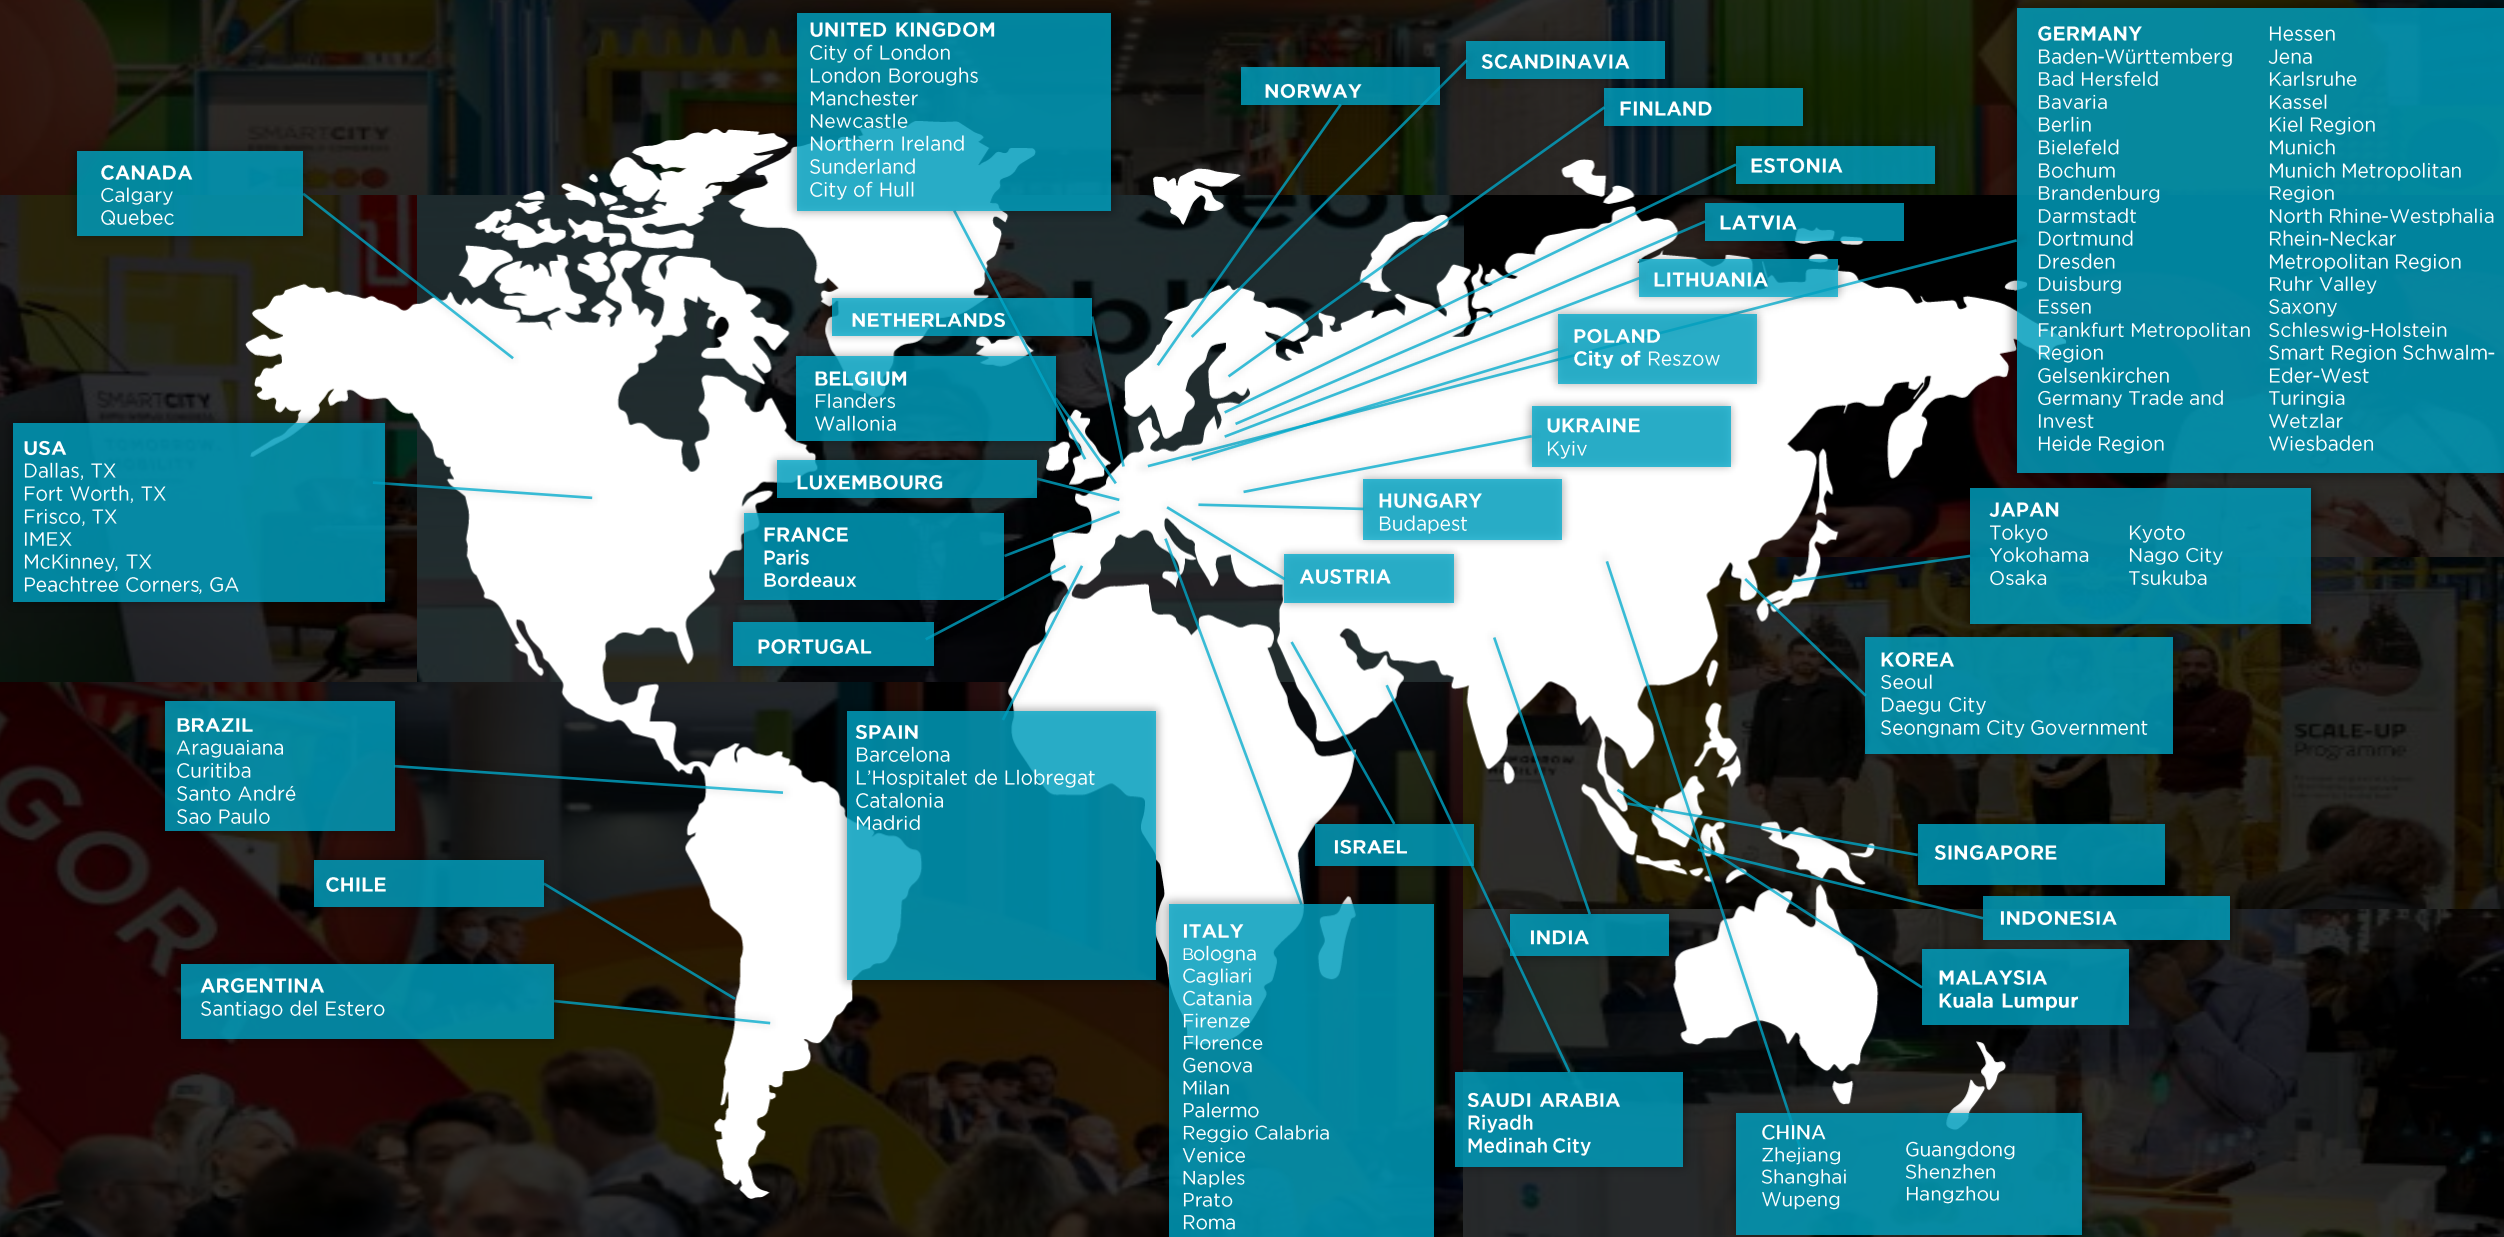 UNITED KINGDOM
City of London
London Boroughs
Manchester
Newcastle
Northern Ireland
Sunderland
City of Hull
NORWAY
SCANDINAVIA
FINLAND
ESTONIA
LATVIA
LITHUANIA
GERMANY
Baden-Württemberg
Bad Hersfeld
Bavaria
Berlin
Bielefeld
Bochum
Brandenburg
Darmstadt
Dortmund
Dresden
Duisburg
Essen
Frankfurt Metropolitan
Region
Gelsenkirchen
Germany Trade and
Invest
Heide Region
Hessen
Jena
Karlsruhe
Kassel
Kiel Region
Munich
Munich Metropolitan
Region
North Rhine-Westphalia
Rhein-Neckar
Metropolitan Region
Ruhr Valley
Saxony
Schleswig-Holstein
Smart Region Schwalm-
Eder-West
Turingia
Wetzlar
Wiesbaden
SMARTCITY
CANADA
Calgary
Quebec
NETHERLANDS
BELGIUM
Flanders
Wallonia
POLAND
City of Reszow
UKRAINE
Kyiv
SMARTCITY
USA
Dallas, TX
Fort Worth, TX
Frisco, TX
IMEX
McKinney, TX
Peachtree Corners, GA
LUXEMBOURG
HUNGARY
Budapest
FRANCE
Paris
Bordeaux
AUSTRIA
JAPAN
Tokyo
Yokohama
Osaka
Kyoto
Nago City
Tsukuba
PORTUGAL
KOREA
Seoul
Daegu City
Seongnam City Government
SCALE-UP
Programme
BRAZIL
Araguaiana
Curitiba
Santo André
Sao Paulo
SPAIN
Barcelona
L'Hospitalet de Llobregat
Catalonia
Madrid
ISRAEL
SINGAPORE
CHILE
INDIA
INDONESIA
ARGENTINA
Santiago del Estero
ITALY
Bologna
Cagliari
Catania
Firenze
Florence
Genova
Milan
Palermo
Reggio Calabria
Venice
Naples
Prato
Roma
MALAYSIA
Kuala Lumpur
SAUDI ARABIA
Riyadh
Medinah City
CHINA
Zhejiang
Shanghai
Wupeng
Guangdong
Shenzhen
Hangzhou